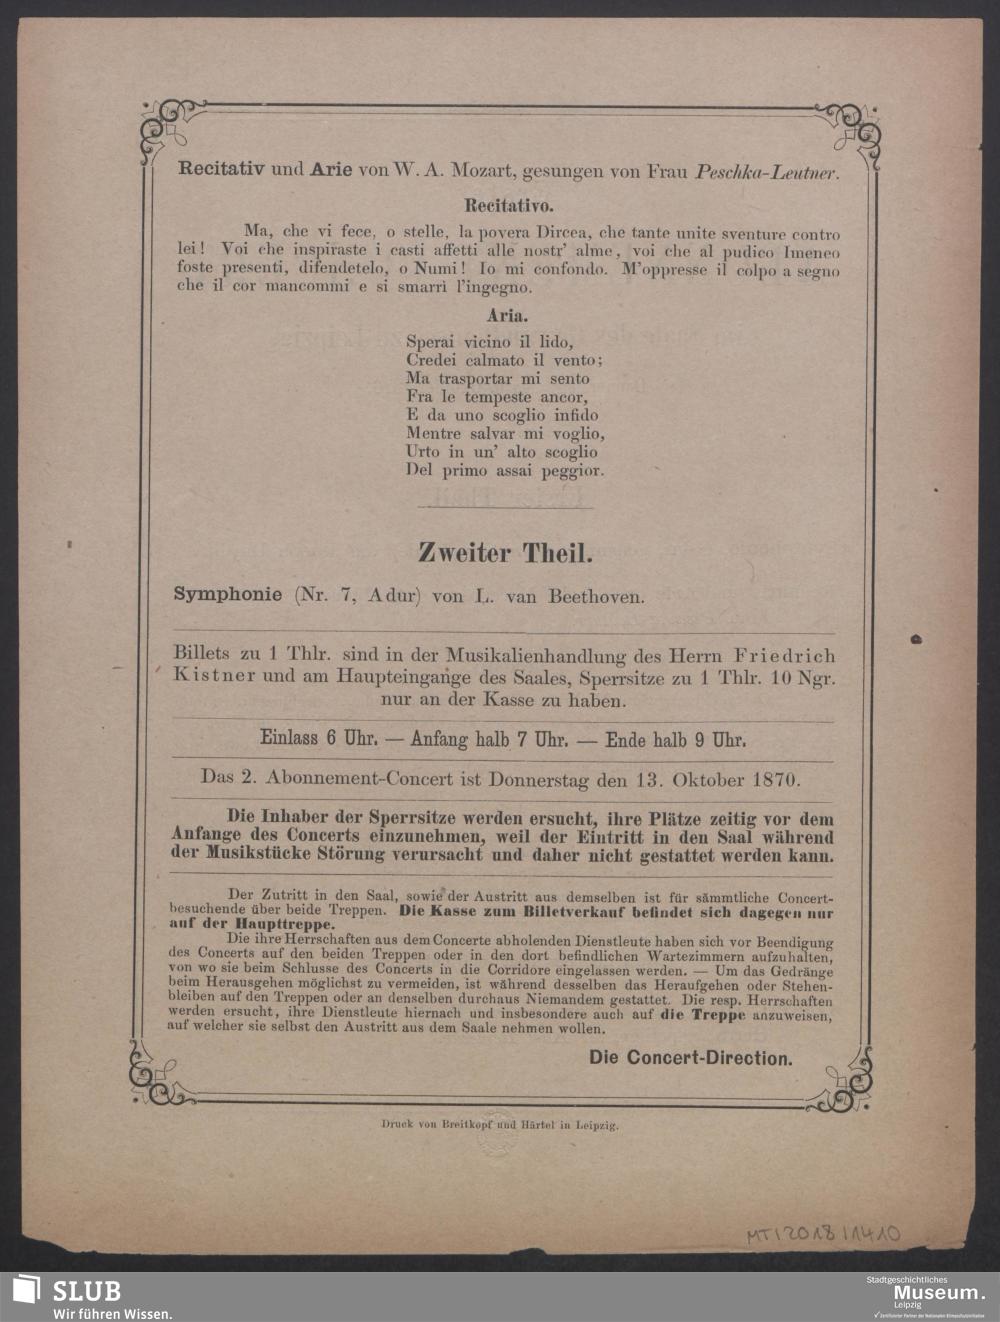 Recitativ und Arie von W. A. Mozart, gesungen von Frau Peschka-Leutner.
Recitativo.
Ma, che vi fece, o stelle, la povera Dircea, che tante unite sventure contro
lei! Voi che inspiraste i casti affetti alle nostr' alme, voi che al pudico Imeneo
foste presenti, difendetelo, o Numi! Io mi confondo. M'oppresse il colpo a segno
che il cor mancommi e si smarri l'ingegno.
Aria.
Sperai vicino il lido,
Credei calmato il vento;
Ma trasportar mi sento
Fra le tempeste ancor,
E da uno scoglio infido
Mentre salvar mi voglio,
Urto in un' alto scoglio
Del primo assai peggior.
Zweiter Theil.
Symphonie (Nr. 7, A dur) von L. van Beethoven.
Billets zu 1 Thlr. sind in der Musikalienhandlung des Herrn Friedrich
Kistner und am Haupteingange des Saales, Sperrsitze zu 1 Thlr. 10 Ngr.
nur an der Kasse zu haben.
Einlass 6 Uhr. — Anfang halb 7 Uhr. — Ende halb 9 Uhr.
Das 2. Abonnement-Concert ist Donnerstag den 13. Oktober 1870.
Die Inhaber der Sperrsitze werden ersucht, ihre Plätze zeitig vor dem
Anfange des Concerts einzunehmen, weil der Eintritt in den Saal während
der Musikstücke Störung verursacht und daher nicht gestattet werden kann.
Der Zutritt in den Saal, sowie der Austritt aus demselben ist für sämmtliche Concert-
besuchende über beide Treppen. Die Kasse zum Billetverkauf befindet sich dagegen nur
auf der Haupttreppe.
Die ihre Herrschaften aus dem Concerte abholenden Dienstleute haben sich vor Beendigung
des Concerts auf den beiden Treppen oder in den dort befindlichen Wartezimmern aufzuhalten,
von wo sie beim Schlusse des Concerts in die Corridore eingelassen werden. — Um das Gedränge
beim Herausgehen möglichst zu vermeiden, ist während desselben das Heraufgehen oder Stehen-
bleiben auf den Treppen oder an denselben durchaus Niemandem gestattet. Die resp. Herrschaften
werden ersucht, ihre Dienstleute hiernach und insbesondere auch auf die Treppe anzuweisen,
auf welcher sie selbst den Austritt aus dem Saale nehmen wollen.
Die Concert-Direction.
Druck von Breitkopf und Härtel in Leipzig.
MT/2018/1410
SLUB
Wir führen Wissen.
Stadtgeschichtliches
Museum.
Leipzig
Zertifizierter Partner der Nationalen Klimaschutzinitiative